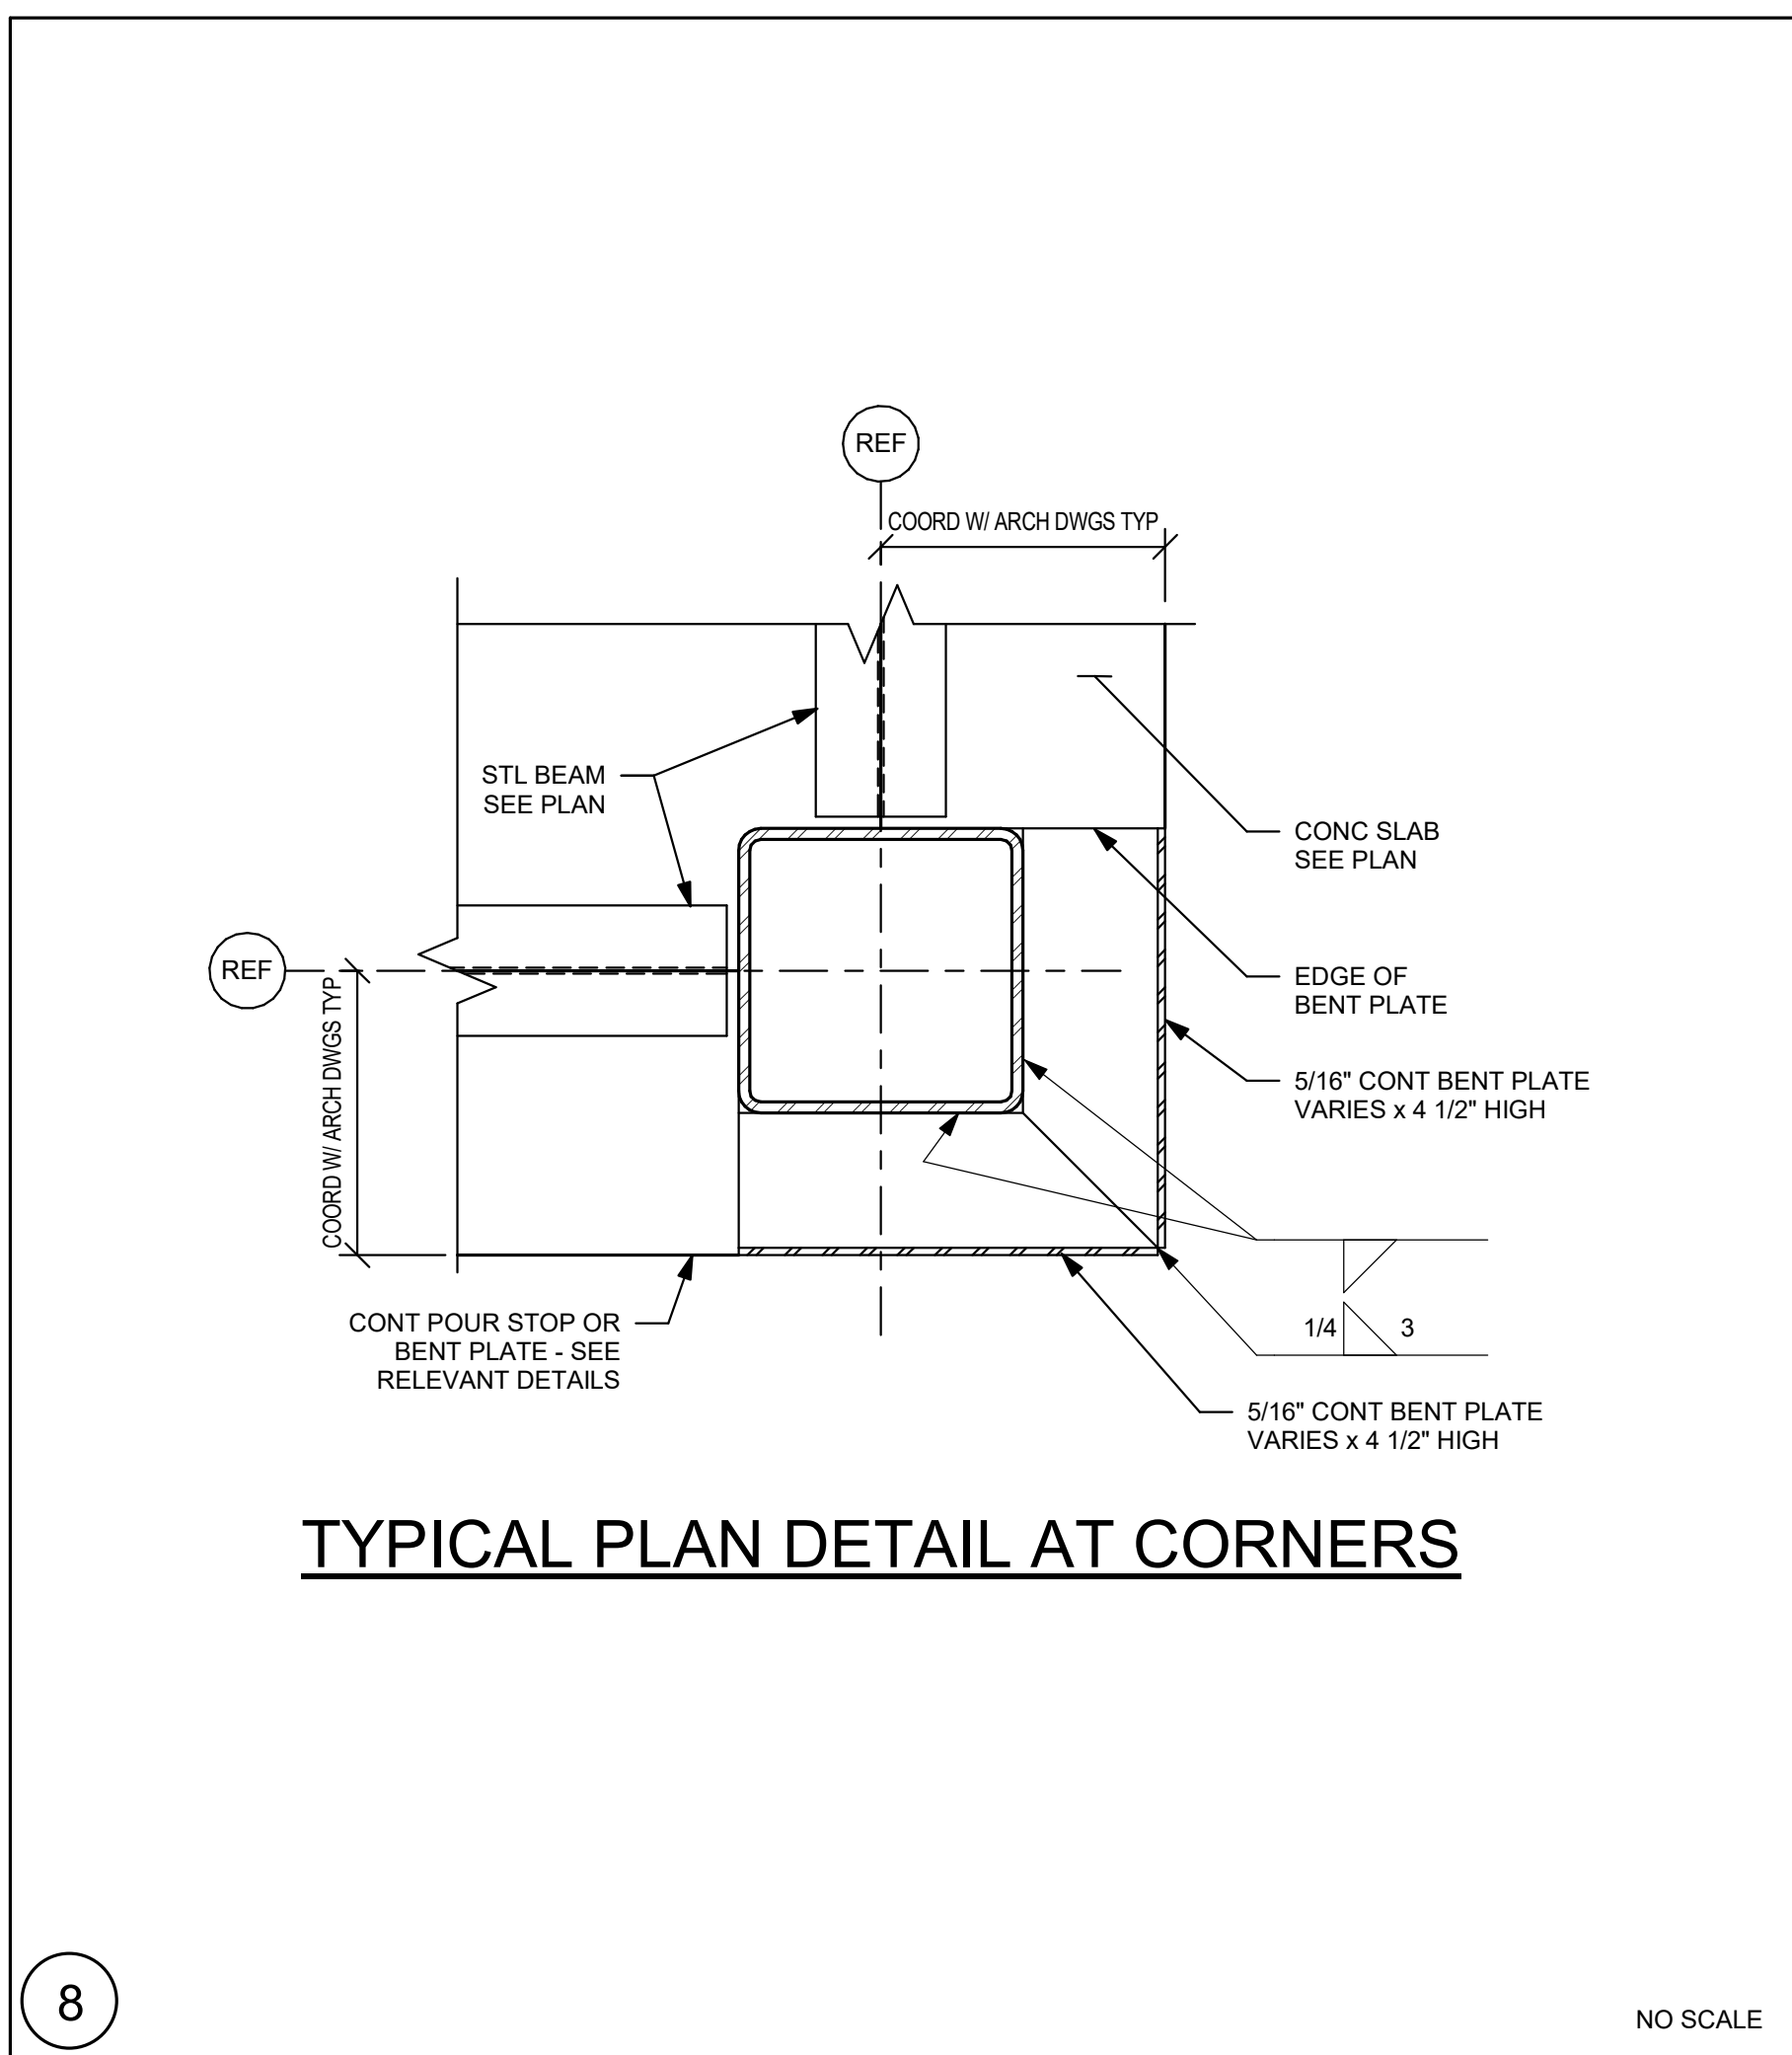 REF
COORD W/ ARCH DWGS TYP
STL BEAM
SEE PLAN
CONC SLAB
SEE PLAN
REF
COORD W/ ARCH DWGS TYP
EDGE OF
BENT PLATE
5/16" CONT BENT PLATE
VARIES x 4 1/2" HIGH
CONT POUR STOP OR
BENT PLATE - SEE
RELEVANT DETAILS
1/4 3
5/16" CONT BENT PLATE
VARIES x 4 1/2" HIGH
TYPICAL PLAN DETAIL AT CORNERS
8
NO SCALE